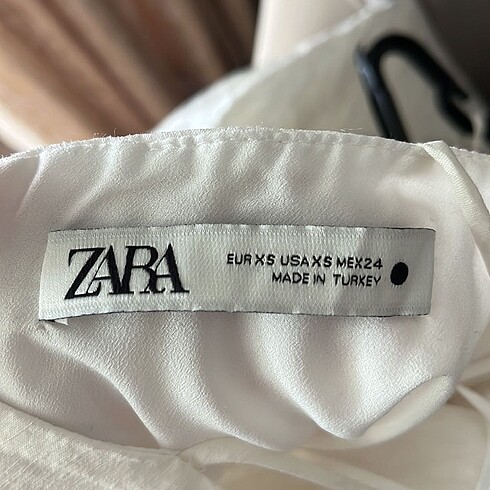 ZARA
EUR XS USA XS MEX 24
MADE IN TURKEY